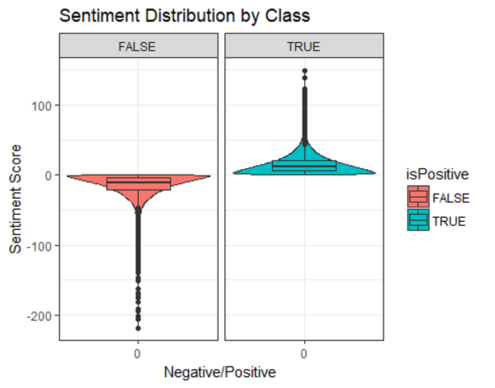 Sentiment Distribution by Class
FALSE TRUE
100
0
-100
-200
Sentiment Score
0 0
Negative/Positive
isPositive
FALSE
TRUE